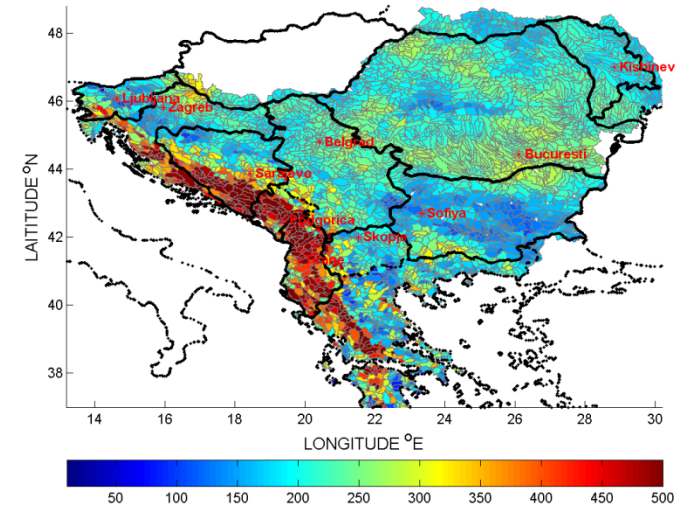 48
46
44
42
40
38
LAITITUDE °N
+Kishinev
+Ljubljana
+Zagreb
+Belgrad
+Bucuresti
+Sarajevo
+Sofiya
Podgorica
+Skopje
14 16 18 20 22 24 26 28 30
LONGITUDE °E
50 100 150 200 250 300 350 400 450 500